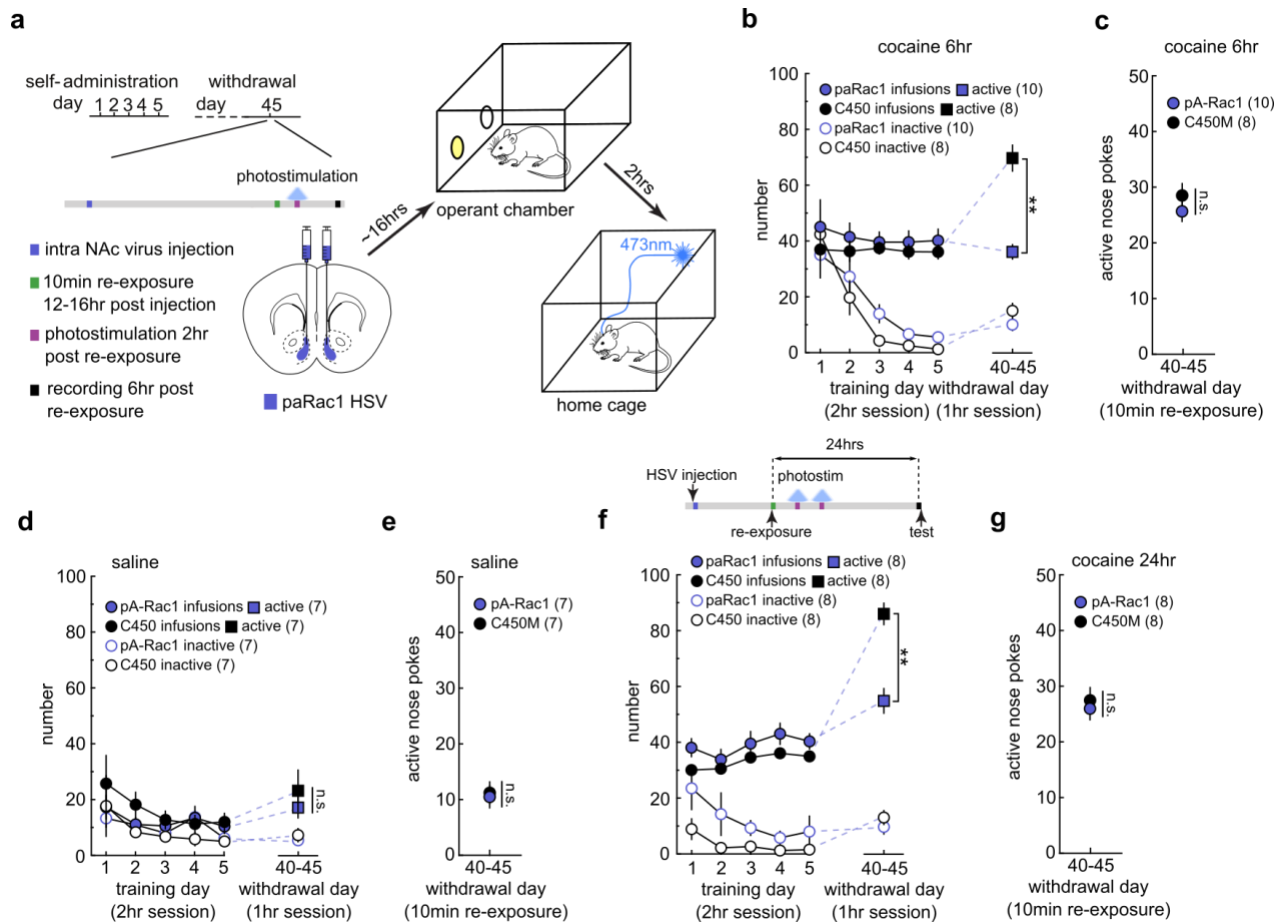 a
self-administration
day 1 2 3 4 5
withdrawal
day 45
photostimulation
intra NAc virus injection
10min re-exposure
12-16hr post injection
photostimulation 2hr
post re-exposure
recording 6hr post
re-exposure
paRac1 HSV
~16hrs
operant chamber
2hrs
473nm
home cage
b
cocaine 6hr
paRac1 infusions active (10)
C450 infusions active (8)
paRac1 inactive (10)
C450 inactive (8)
number
100
80
60
40
20
0
**
1 2 3 4 5 40-45
training day withdrawal day
(2hr session) (1hr session)
c
cocaine 6hr
pA-Rac1 (10)
C450M (8)
active nose pokes
50
40
30
20
10
0
n.s.
40-45
withdrawal day
(10min re-exposure)
d
saline
pA-Rac1 infusions active (7)
C450 infusions active (7)
pA-Rac1 inactive (7)
C450 inactive (7)
number
100
80
60
40
20
0
n.s.
1 2 3 4 5 40-45
training day withdrawal day
(2hr session) (1hr session)
e
saline
pA-Rac1 (7)
C450M (7)
active nose pokes
50
40
30
20
10
0
n.s.
40-45
withdrawal day
(10min re-exposure)
f
24hrs
HSV injection
photostim
re-exposure
test
paRac1 infusions active (8)
C450 infusions active (8)
paRac1 inactive (8)
C450 inactive (8)
number
100
80
60
40
20
0
**
1 2 3 4 5 40-45
training day withdrawal day
(2hr session) (1hr session)
g
cocaine 24hr
pA-Rac1 (8)
C450M (8)
active nose pokes
50
40
30
20
10
0
n.s.
40-45
withdrawal day
(10min re-exposure)